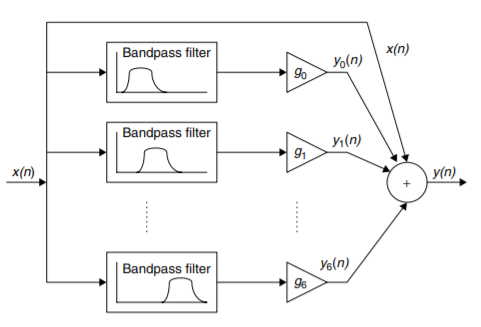 Bandpass filter
g0
y0(n)
x(n)
Bandpass filter
g1
y1(n)
x(n)
+
y(n)
Bandpass filter
g6
y6(n)